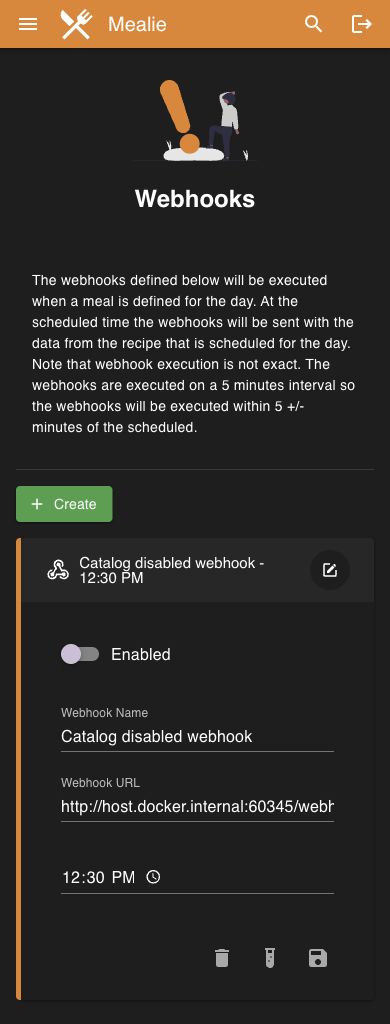 Mealie
Webhooks
The webhooks defined below will be executed
when a meal is defined for the day. At the
scheduled time the webhooks will be sent with the
data from the recipe that is scheduled for the day.
Note that webhook execution is not exact. The
webhooks are executed on a 5 minutes interval so
the webhooks will be executed within 5 +/-
minutes of the scheduled.
Create
Catalog disabled webhook -
12:30 PM
Enabled
Webhook Name
Catalog disabled webhook
Webhook URL
http://host.docker.internal:60345/webh
12:30 PM